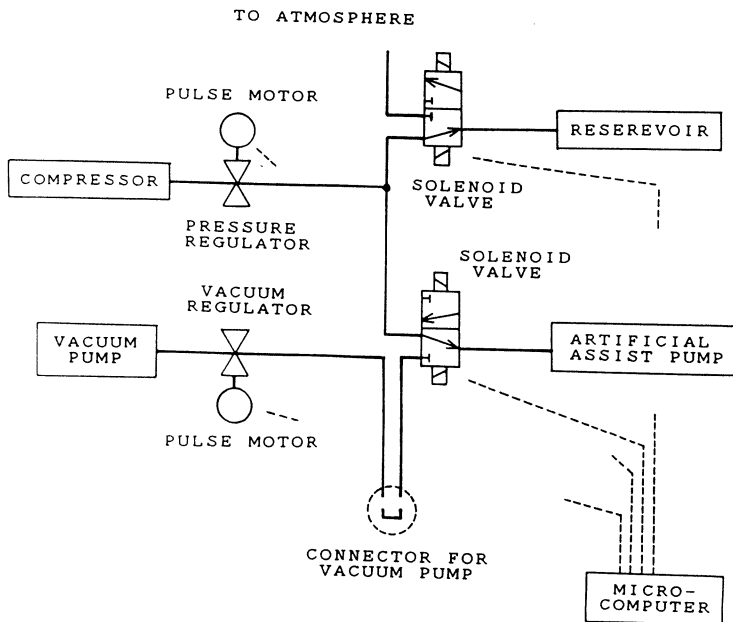 TO ATMOSPHERE
PULSE MOTOR
RESEREVOIR
COMPRESSOR
SOLENOID
VALVE
PRESSURE
REGULATOR
SOLENOID
VALVE
VACUUM
REGULATOR
VACUUM
PUMP
ARTIFICIAL
ASSIST PUMP
PULSE MOTOR
CONNECTOR FOR
VACUUM PUMP
MICRO-
COMPUTER